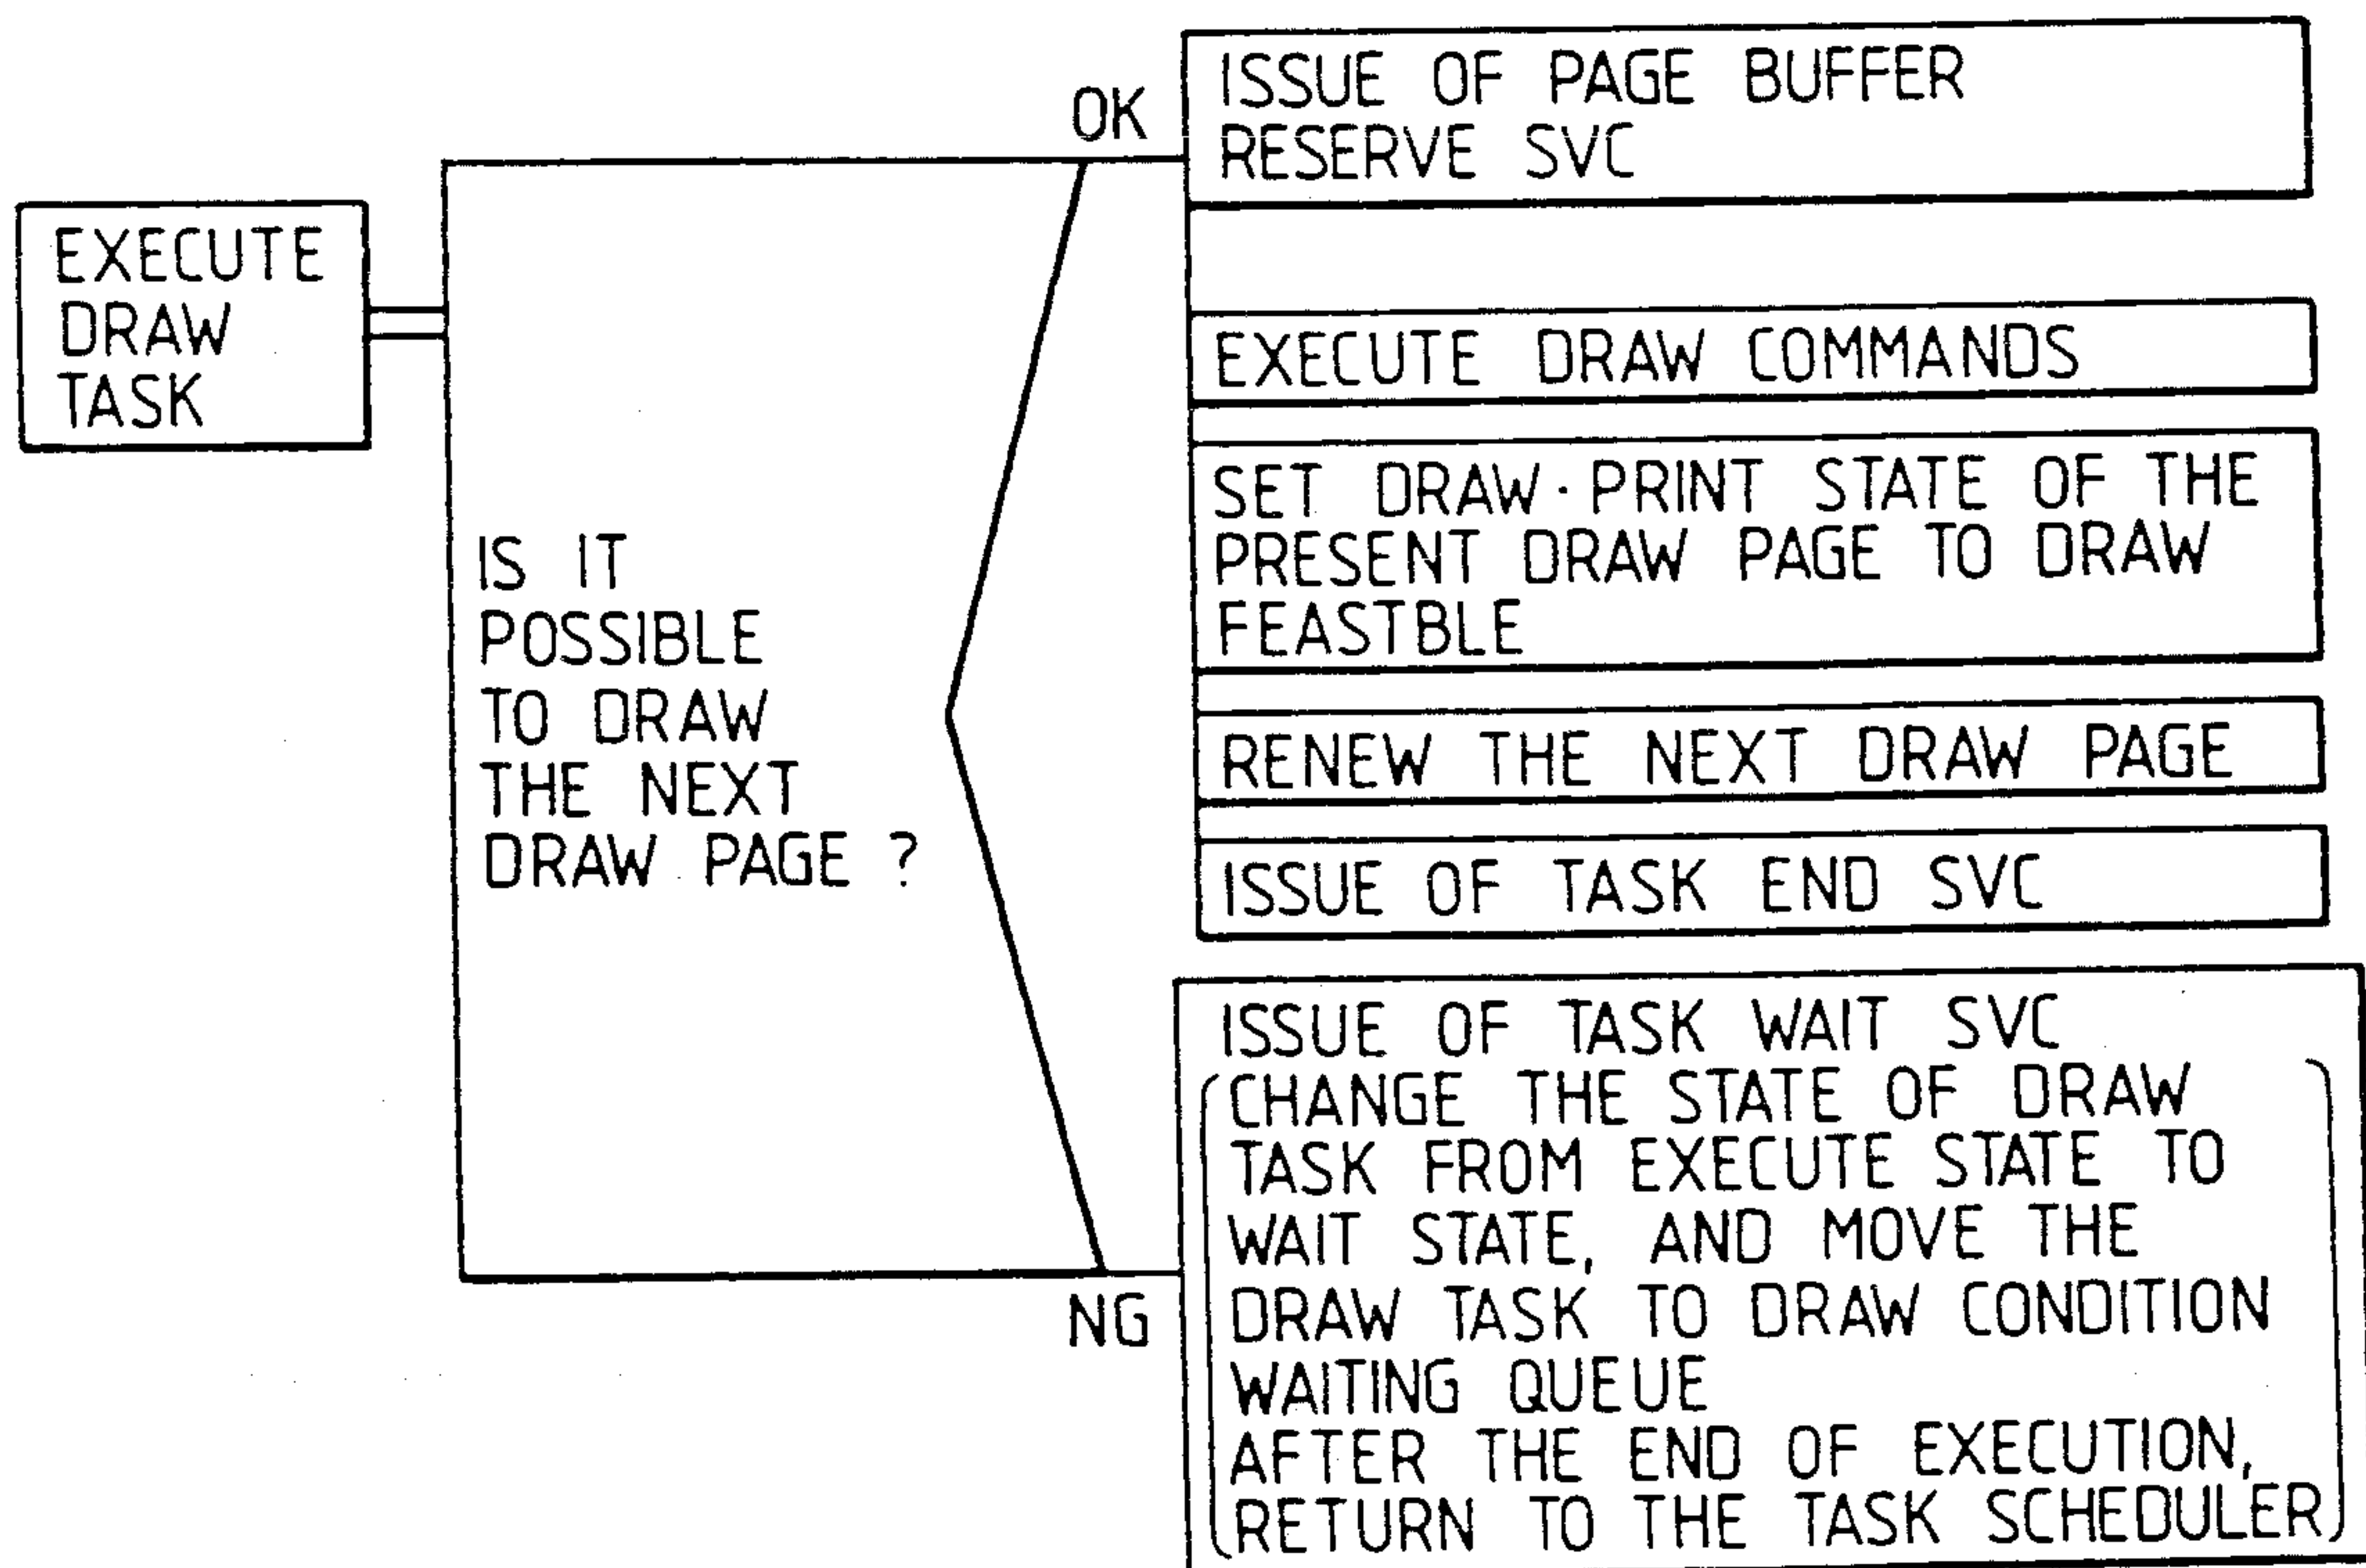 EXECUTE
DRAW
TASK
IS IT
POSSIBLE
TO DRAW
THE NEXT
DRAW PAGE ?
OK
ISSUE OF PAGE BUFFER
RESERVE SVC
EXECUTE DRAW COMMANDS
SET DRAW·PRINT STATE OF THE
PRESENT DRAW PAGE TO DRAW
FEASTBLE
RENEW THE NEXT DRAW PAGE
ISSUE OF TASK END SVC
NG
ISSUE OF TASK WAIT SVC
(CHANGE THE STATE OF DRAW
TASK FROM EXECUTE STATE TO
WAIT STATE, AND MOVE THE
DRAW TASK TO DRAW CONDITION
WAITING QUEUE
AFTER THE END OF EXECUTION,
RETURN TO THE TASK SCHEDULER)